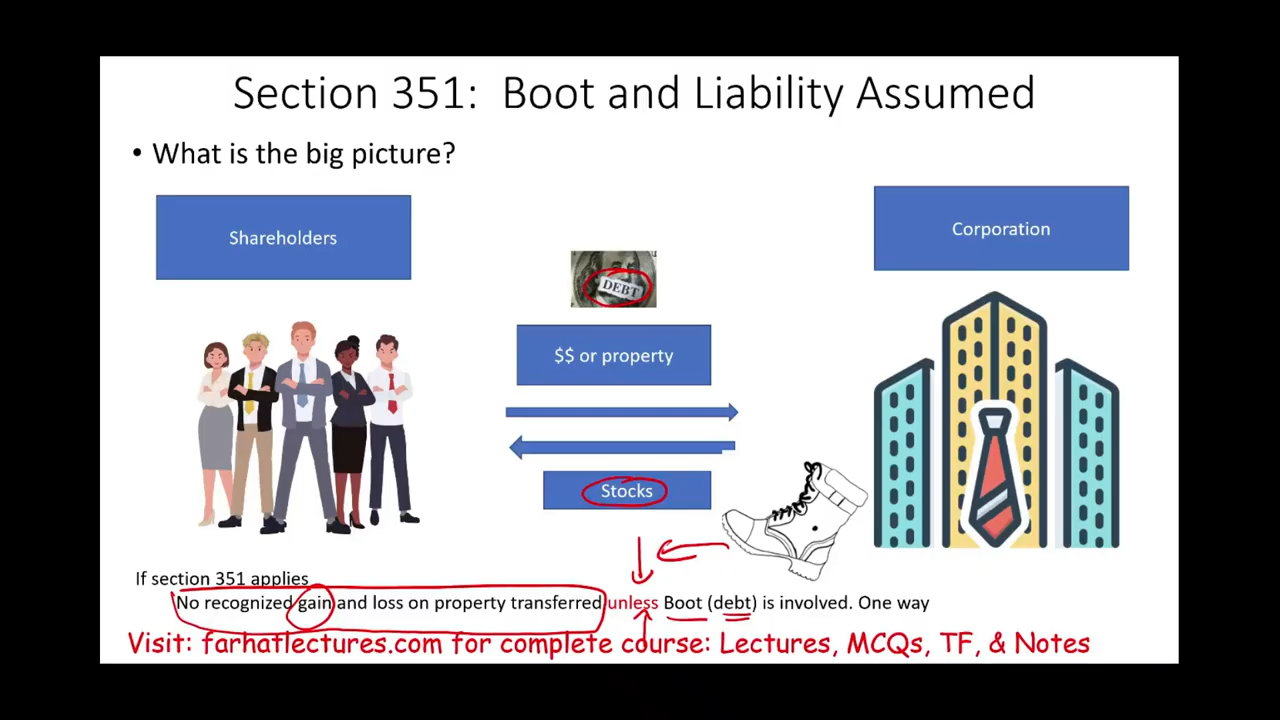 Section 351: Boot and Liability Assumed
• What is the big picture?
Shareholders
Corporation
DEBT
$$ or property
Stocks
If section 351 applies
No recognized gain and loss on property transferred unless Boot (debt) is involved. One way
Visit: farhatlectures.com for complete course: Lectures, MCQs, TF, & Notes